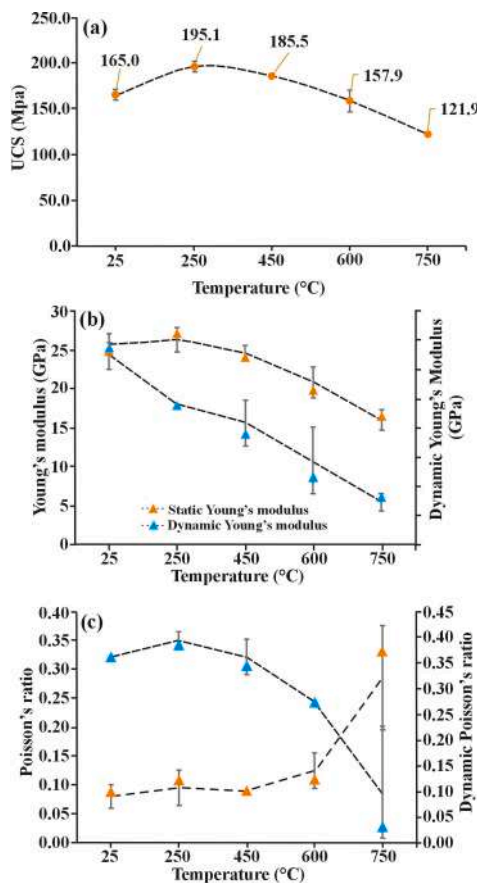 (a)
165.0
195.1
185.5
157.9
121.9
UCS (Mpa)
250.0
200.0
150.0
100.0
50.0
0.0
25 250 450 600 750
Temperature (°C)
(b)
Young's modulus (GPa)
30
25
20
15
10
5
0
Static Young's modulus
Dynamic Young's modulus
Dynamic Young's Modulus
(GPa)
25 250 450 600 750
Temperature (°C)
(c)
Poisson's ratio
0.40
0.35
0.30
0.25
0.20
0.15
0.10
0.05
0.00
0.45
0.40
0.35
0.30
0.25
0.20
0.15
0.10
0.05
0.00
Dynamic Poisson's ratio
25 250 450 600 750
Temperature (°C)